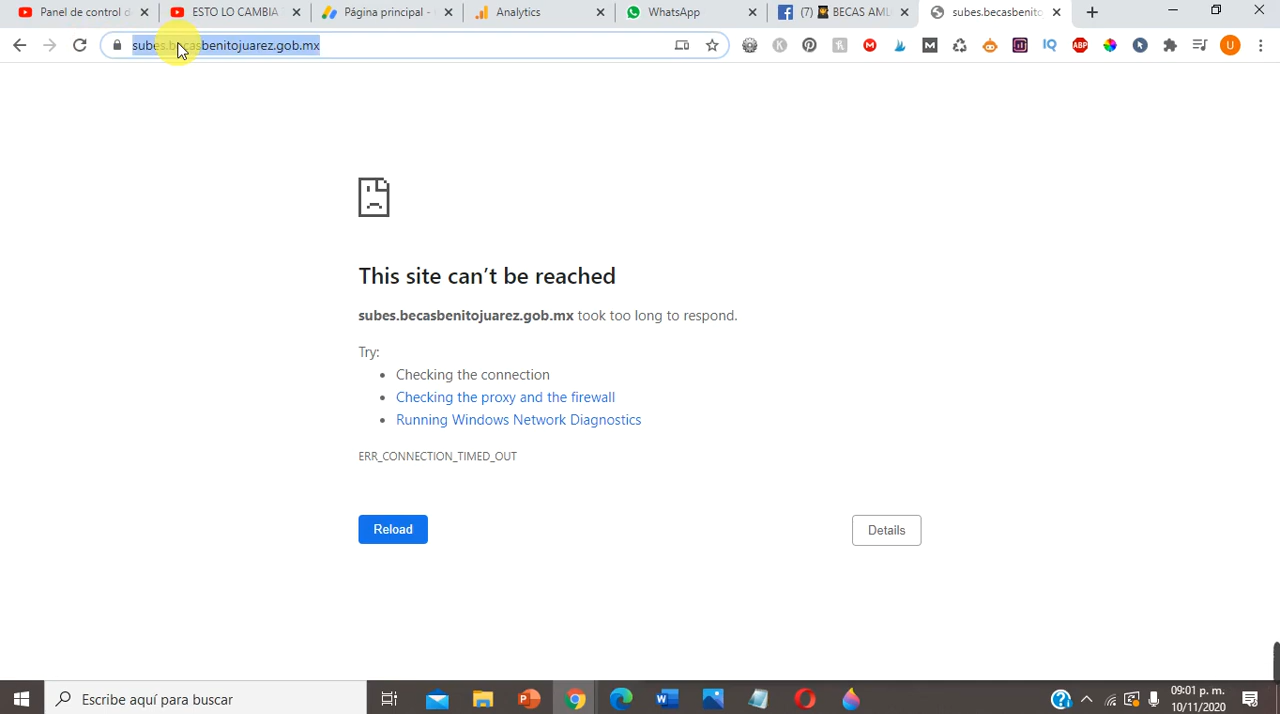 Panel de control d
ESTO LO CAMBIA
Página principal -
Analytics
WhatsApp
(7) BECAS AML
subes.becasbenito
subes.becasbenitojuarez.gob.mx
This site can't be reached
subes.becasbenitojuarez.gob.mx took too long to respond.
Try:
• Checking the connection
• Checking the proxy and the firewall
• Running Windows Network Diagnostics
ERR_CONNECTION_TIMED_OUT
Reload
Details
Escribe aquí para buscar
09:01 p. m.
10/11/2020